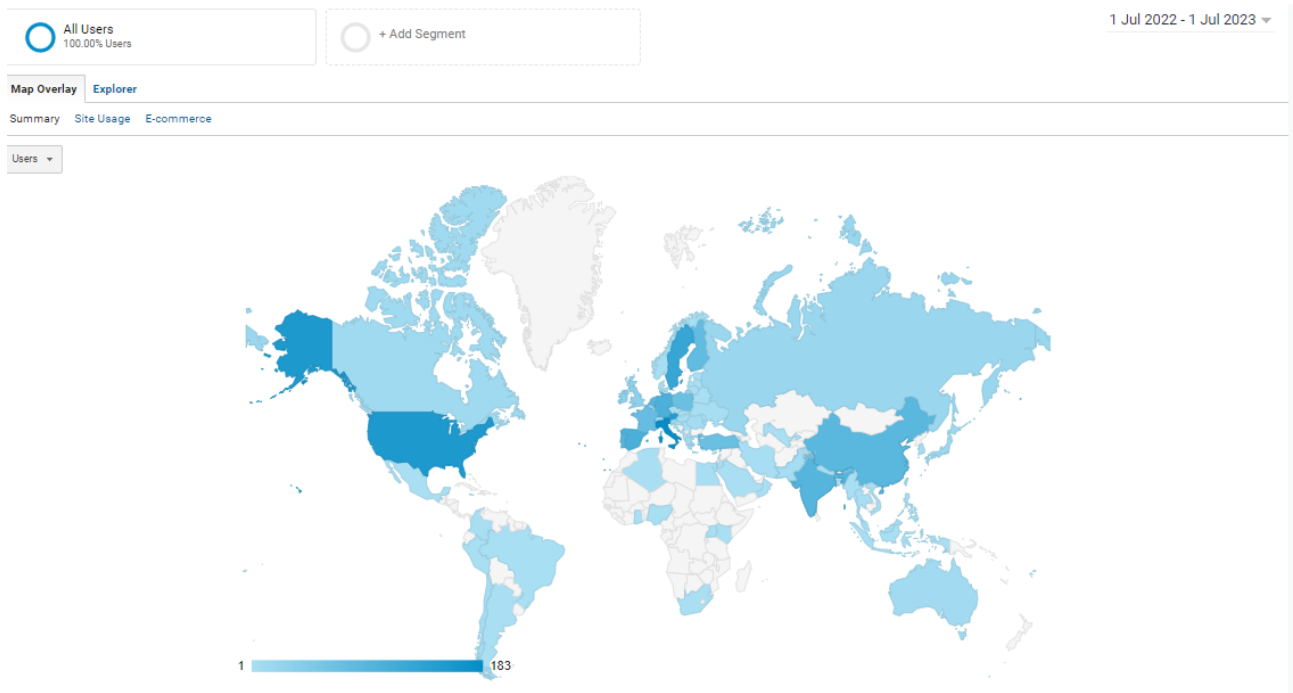 All Users
100.00% Users
+ Add Segment
1 Jul 2022 - 1 Jul 2023
Map Overlay Explorer
Summary Site Usage E-commerce
Users
1 183